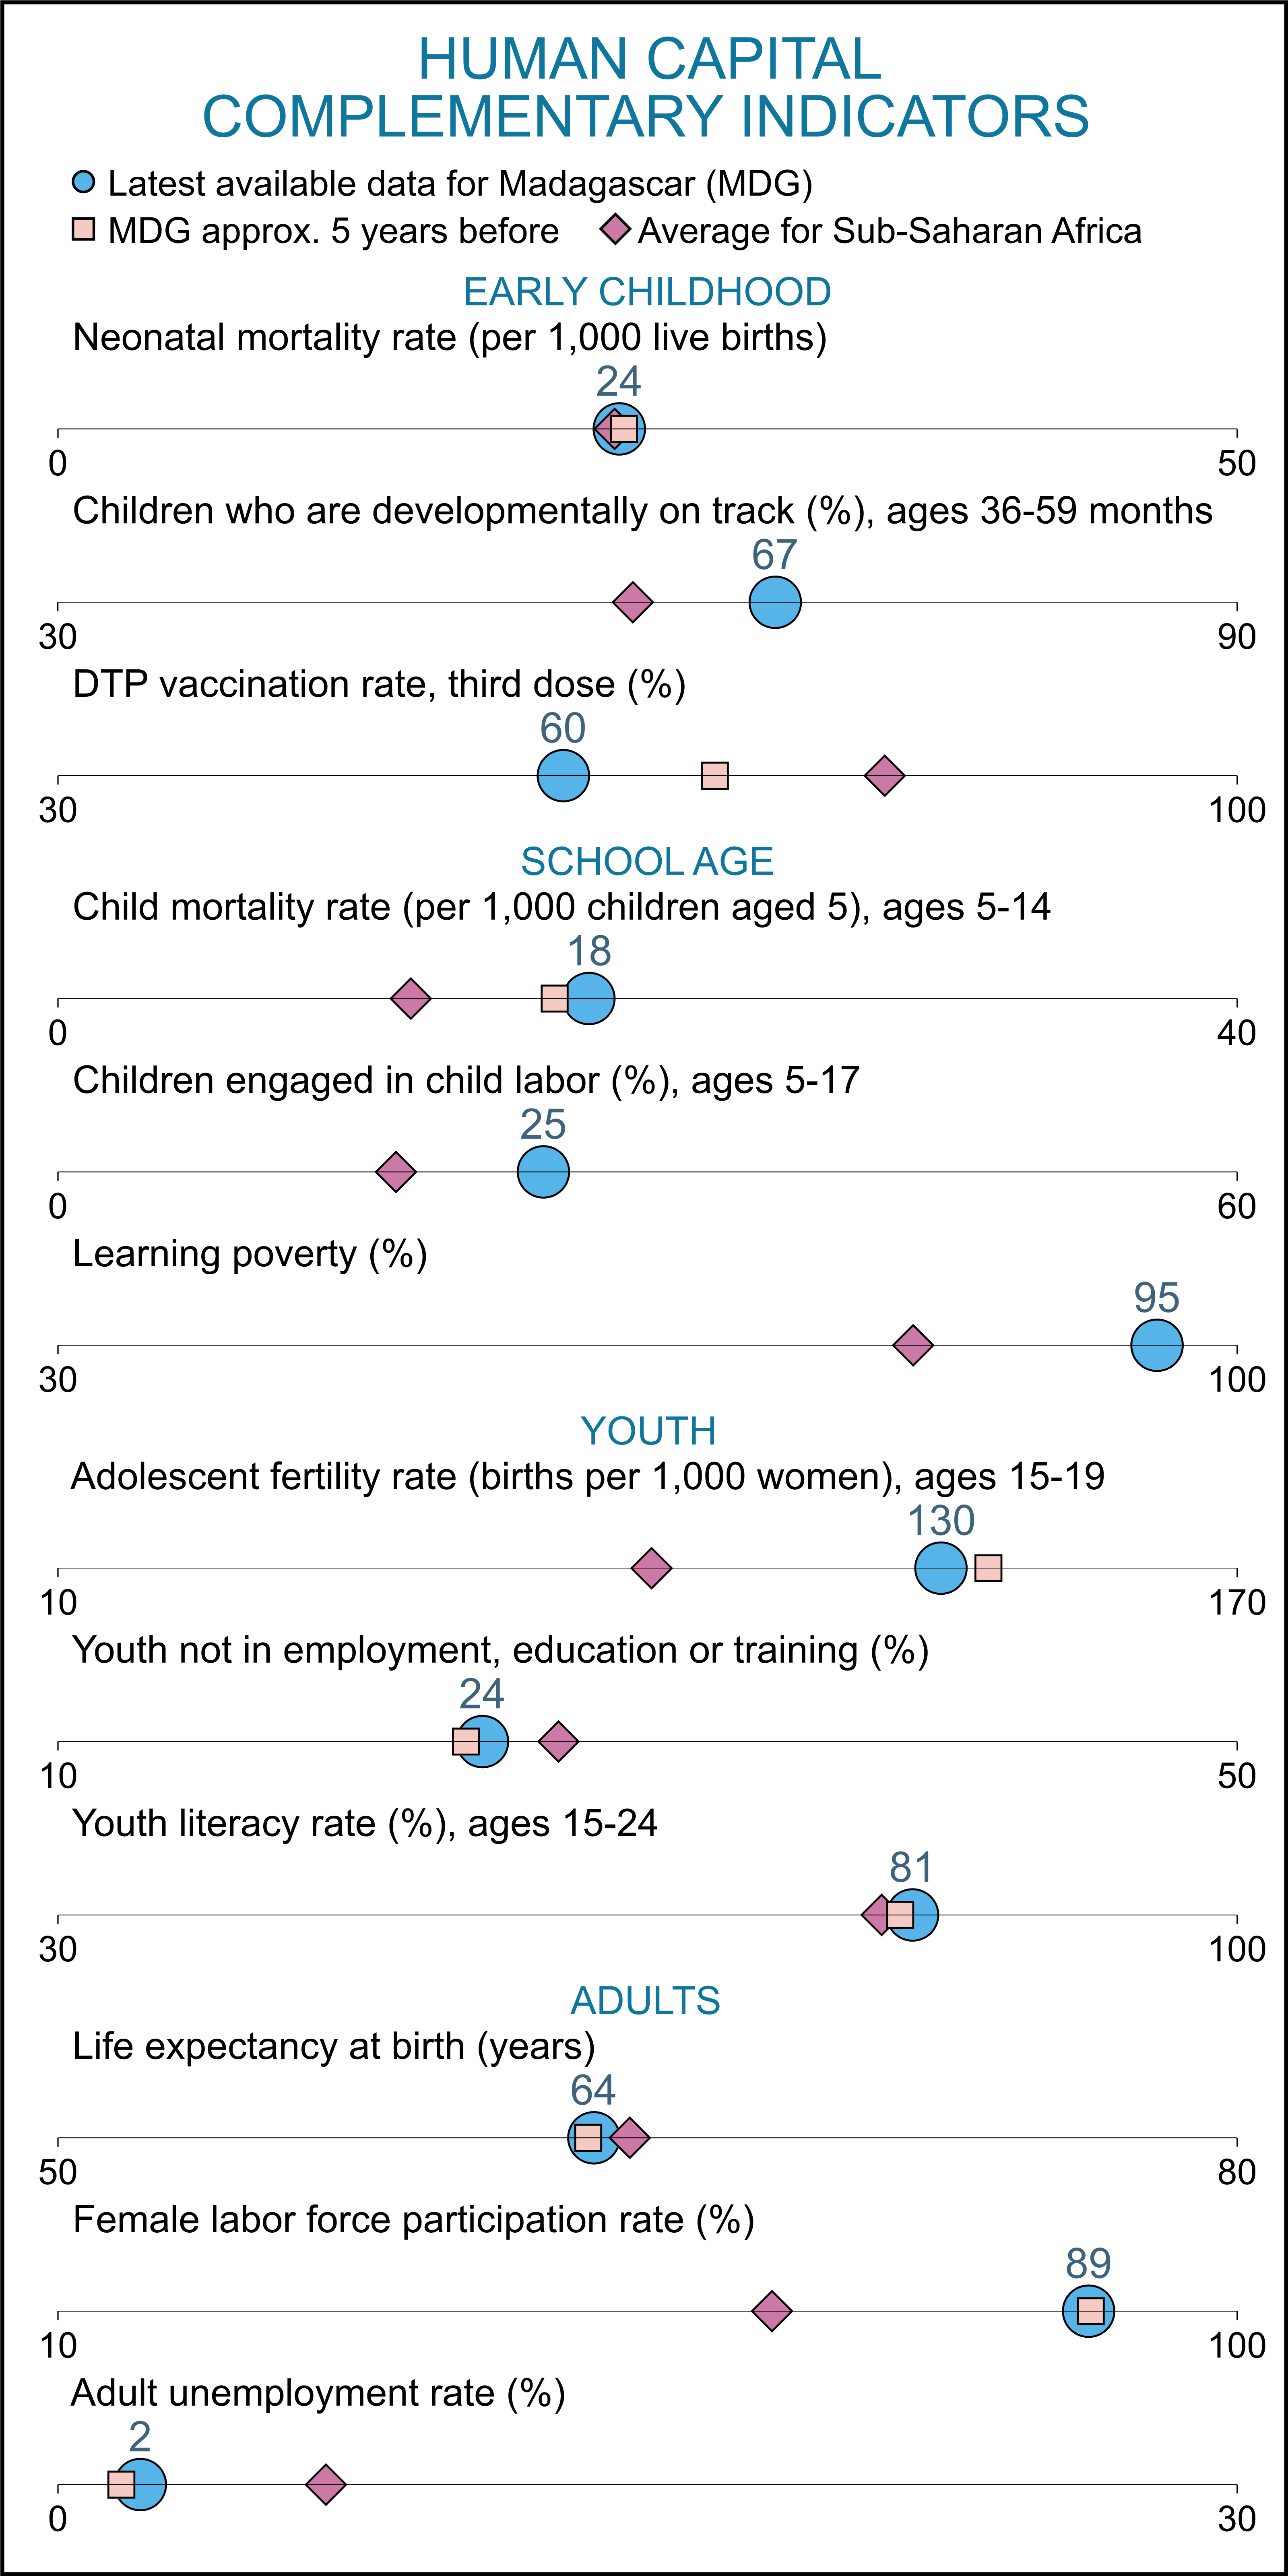 HUMAN CAPITAL
COMPLEMENTARY INDICATORS
Latest available data for Madagascar (MDG)
MDG approx. 5 years before Average for Sub-Saharan Africa
EARLY CHILDHOOD
Neonatal mortality rate (per 1,000 live births)
24
0 50
Children who are developmentally on track (%), ages 36-59 months
67
30 90
DTP vaccination rate, third dose (%)
60
30 100
SCHOOL AGE
Child mortality rate (per 1,000 children aged 5), ages 5-14
18
0 40
Children engaged in child labor (%), ages 5-17
25
0 60
Learning poverty (%)
95
30 100
YOUTH
Adolescent fertility rate (births per 1,000 women), ages 15-19
130
10 170
Youth not in employment, education or training (%)
24
10 50
Youth literacy rate (%), ages 15-24
81
30 100
ADULTS
Life expectancy at birth (years)
64
50 80
Female labor force participation rate (%)
89
10 100
Adult unemployment rate (%)
2
0 30